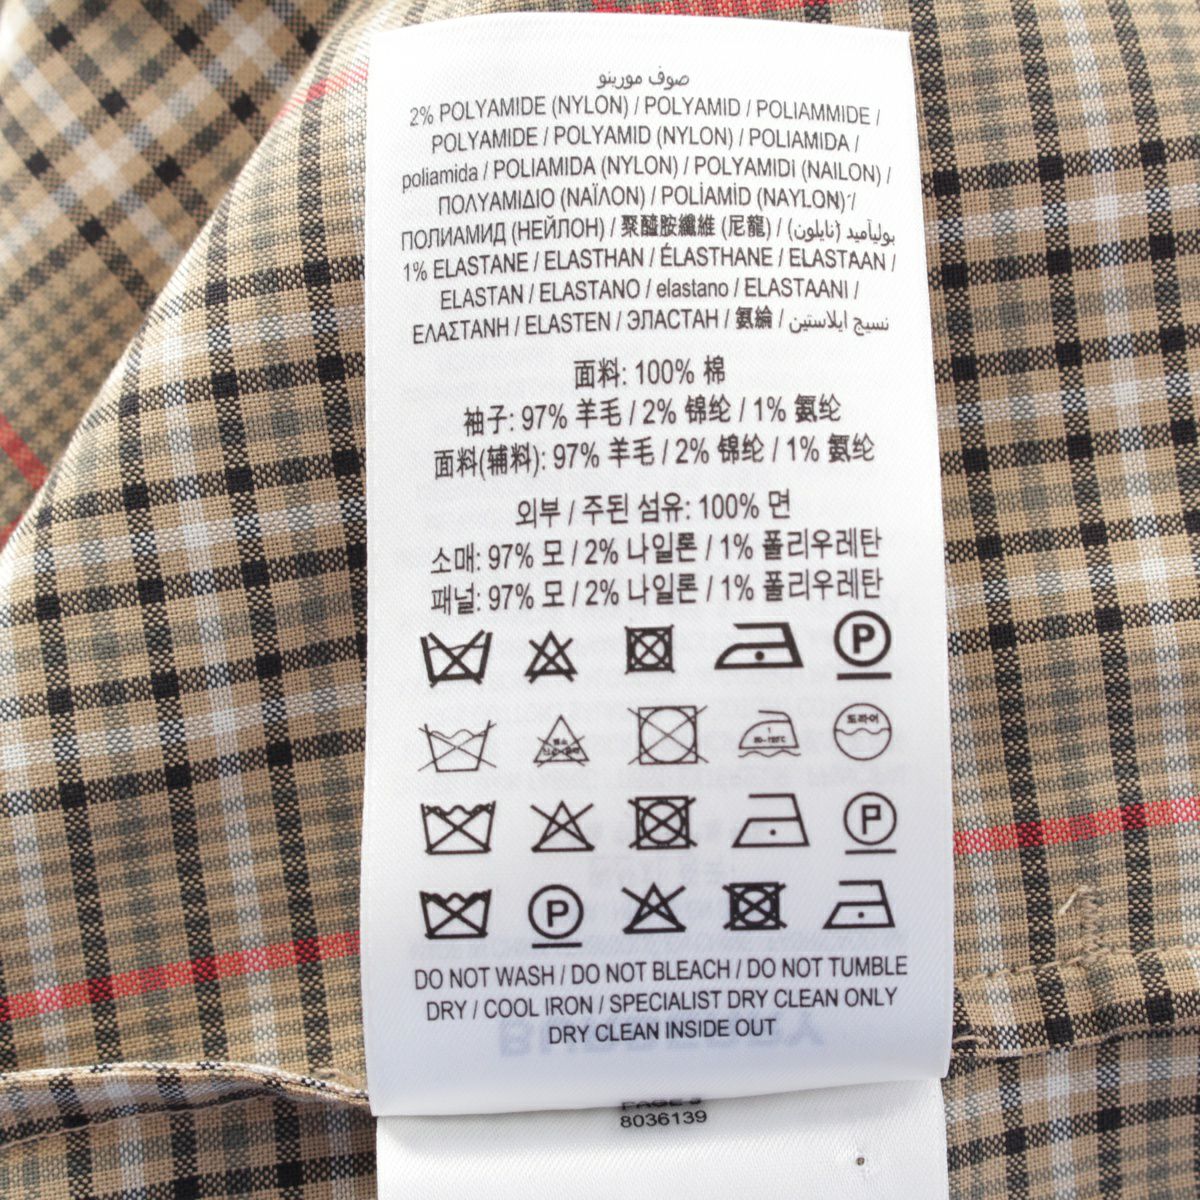 صوف مورينو
2% POLYAMIDE (NYLON) / POLYAMID / POLIAMMIDE /
POLYAMIDE / POLYAMID (NYLON) / POLIAMIDA /
poliamida / POLIAMIDA (NYLON) / POLYAMIDI (NAILON) /
ΠΟΛΥΑΜΙΔΙΟ (ΝΑΪΛΟΝ) / POLİAMİD (NAYLON) /
ПОЛИАМИД (НЕЙЛОН) / 聚醯胺纖維 (尼龍) / بولياميد (نايلون)
1% ELASTANE / ELASTHAN / ÉLASTHANE / ELASTAAN /
ELASTAN / ELASTANO / elastano / ELASTAANI /
ΕΛΑΣΤΑΝΗ / ELASTEN / ЭЛАСТАН / 氨綸 / نسيج ايلاستين
面料: 100% 棉
袖子: 97% 羊毛 / 2% 锦纶 / 1% 氨纶
面料(辅料): 97% 羊毛 / 2% 锦纶 / 1% 氨纶
외부 / 주된 섬유: 100% 면
소매: 97% 모 / 2% 나일론 / 1% 폴리우레탄
패널: 97% 모 / 2% 나일론 / 1% 폴리우레탄
P
1 80~120℃ 드라이
P
P
DO NOT WASH / DO NOT BLEACH / DO NOT TUMBLE
DRY / COOL IRON / SPECIALIST DRY CLEAN ONLY
DRY CLEAN INSIDE OUT
8036139